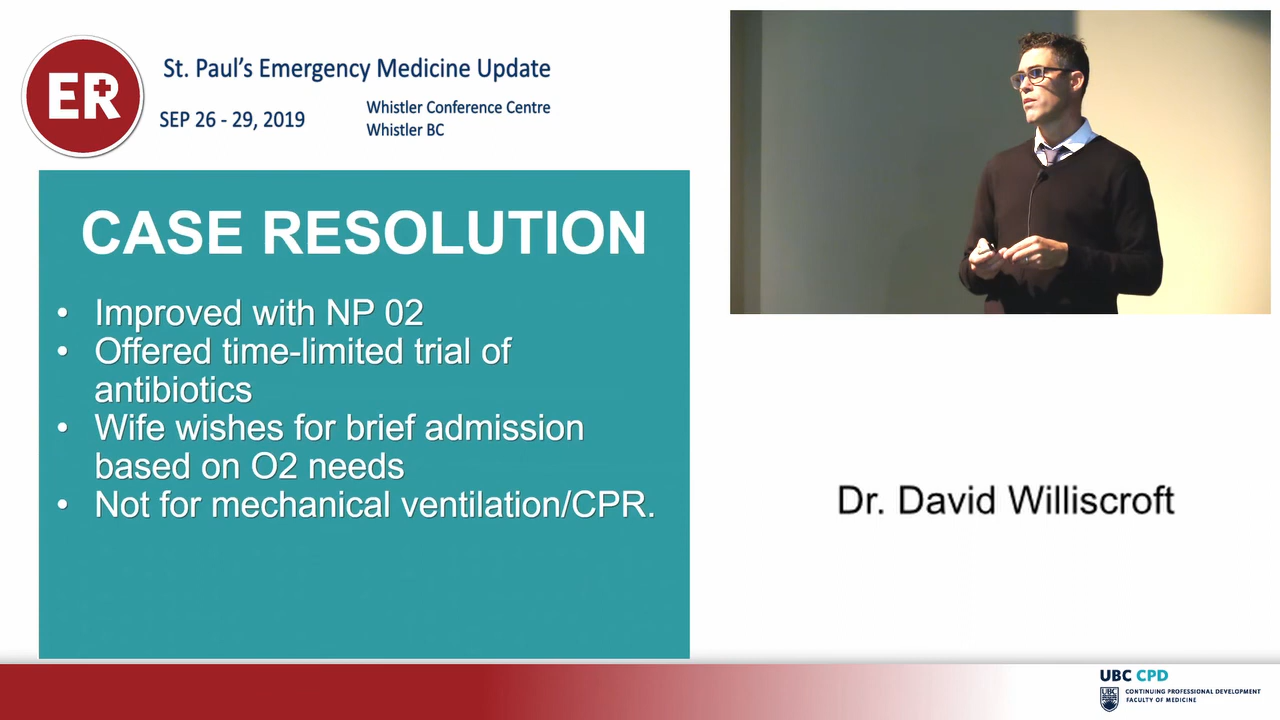 ER
St. Paul's Emergency Medicine Update
SEP 26 - 29, 2019
Whistler Conference Centre
Whistler BC
CASE RESOLUTION
• Improved with NP 02
• Offered time-limited trial of
antibiotics
• Wife wishes for brief admission
based on O2 needs
• Not for mechanical ventilation/CPR.
Dr. David Williscroft
UBC CPD
UBC
CONTINUING PROFESSIONAL DEVELOPMENT
FACULTY OF MEDICINE